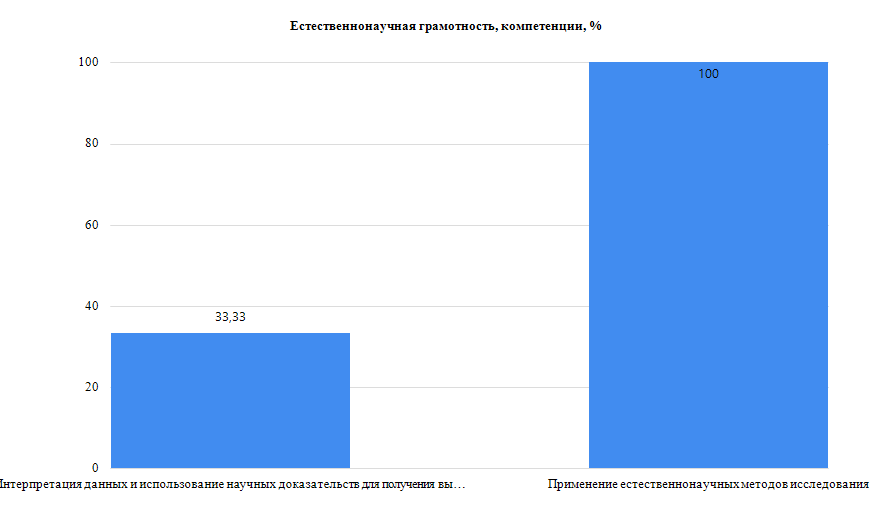 Естественнонаучная грамотность, компетенции, %
100
100
80
60
40
33,33
20
0
Интерпретация данных и использование научных доказательств для получения вы…
Применение естественнонаучных методов исследования